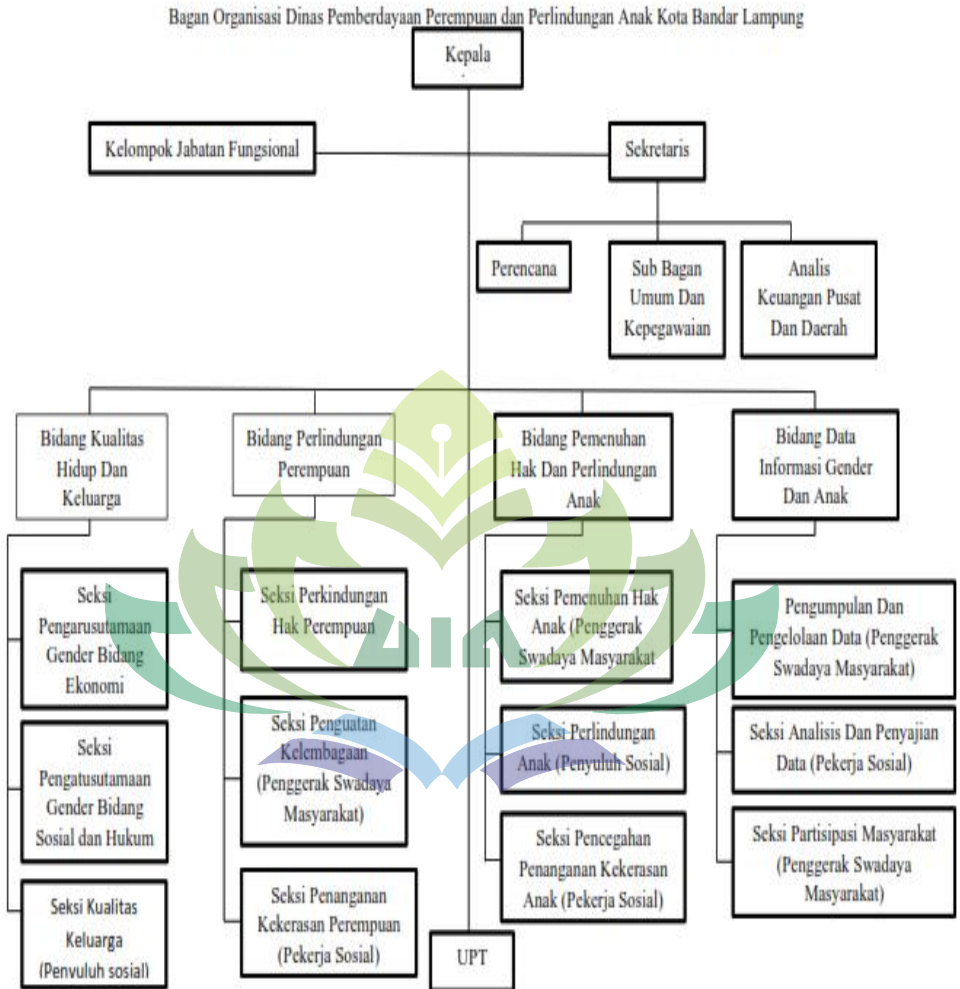 Bagan Organisasi Dinas Pemberdayaan Perempuan dan Perlindungan Anak Kota Bandar Lampung
Kepala
Kelompok Jabatan Fungsional
Sekretaris
Perencana
Sub Bagan
Umum Dan
Kepegawaian
Analis
Keuangan Pusat
Dan Daerah
Bidang Kualitas
Hidup Dan
Keluarga
Bidang Perlindungan
Perempuan
Bidang Pemenuhan
Hak Dan Perlindungan
Anak
Bidang Data
Informasi Gender
Dan Anak
Seksi
Pengarusutamaan
Gender Bidang
Ekonomi
Seksi
Pengatusutamaan
Gender Bidang
Sosial dan Hukum
Seksi Kualitas
Keluarga
(Penyuluh sosial)
Seksi Perkindungan
Hak Perempuan
Seksi Penguatan
Kelembagaan
(Penggerak Swadaya
Masyarakat)
Seksi Penanganan
Kekerasan Perempuan
(Pekerja Sosial)
Seksi Pemenuhan Hak
Anak (Penggerak
Swadaya Masyarakat
Seksi Perlindungan
Anak (Penyuluh Sosial)
Seksi Pencegahan
Penanganan Kekerasan
Anak (Pekerja Sosial)
Pengumpulan Dan
Pengelolaan Data (Penggerak
Swadaya Masyarakat)
Seksi Analisis Dan Penyajian
Data (Pekerja Sosial)
Seksi Partisipasi Masyarakat
(Penggerak Swadaya
Masyarakat)
UPT